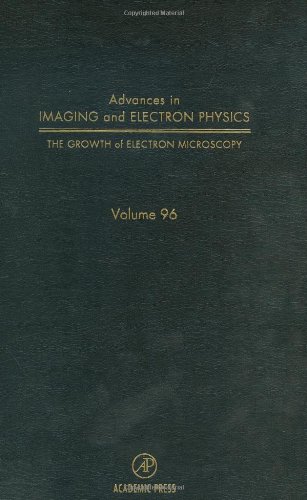 Advances in
IMAGING and ELECTRON PHYSICS
THE GROWTH of ELECTRON MICROSCOPY
Volume 96
AP
ACADEMIC PRESS